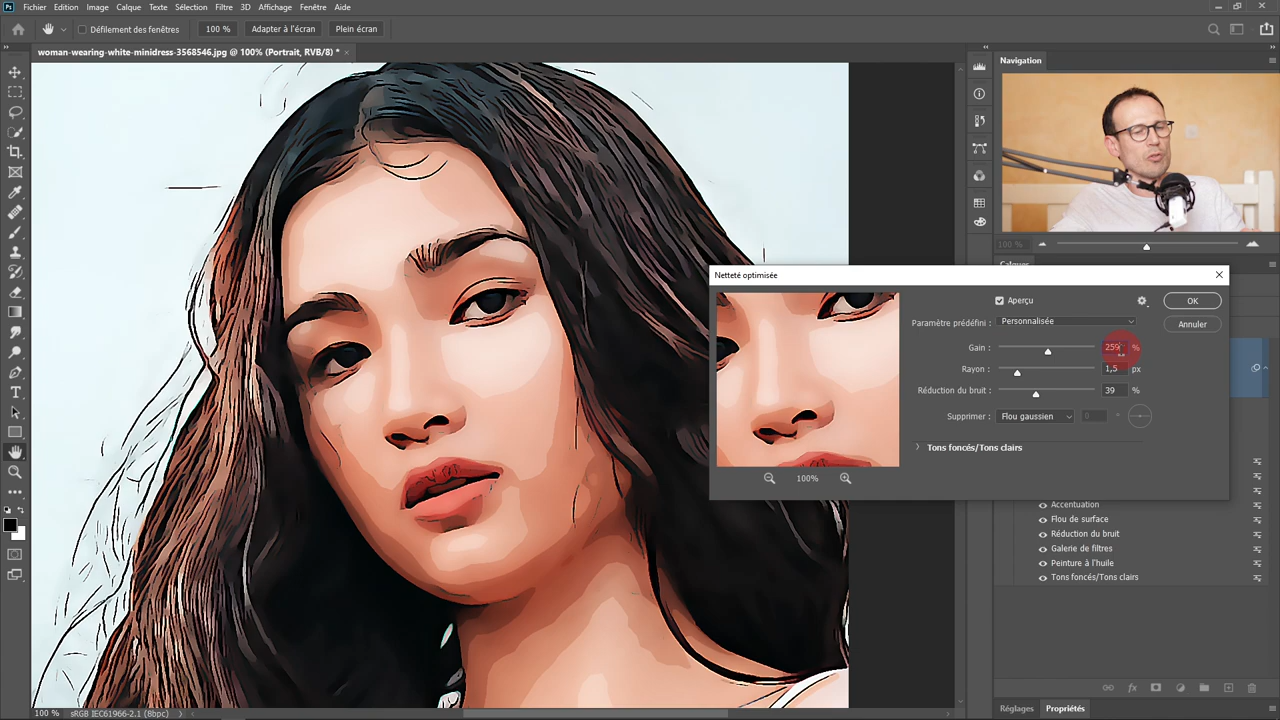 Ps Fichier Edition Image Calque Texte Sélection Filtre 3D Affichage Fenêtre Aide
Défilement des fenêtres 100 % Adapter à l'écran Plein écran
woman-wearing-white-minidress-3568546.jpg @ 100% (Portrait, RVB/8) *
Navigation
100 %
Calques
Netteté optimisée
Aperçu
OK
Paramètre prédéfini : Personnalisée
Annuler
Gain : 259 %
Rayon : 1,5 px
Réduction du bruit : 39 %
Supprimer : Flou gaussien 0 °
Tons foncés/Tons clairs
100%
Accentuation
Flou de surface
Réduction du bruit
Galerie de filtres
Peinture à l'huile
Tons foncés/Tons clairs
fx
Réglages Propriétés
100 % sRGB IEC61966-2.1 (8bpc)